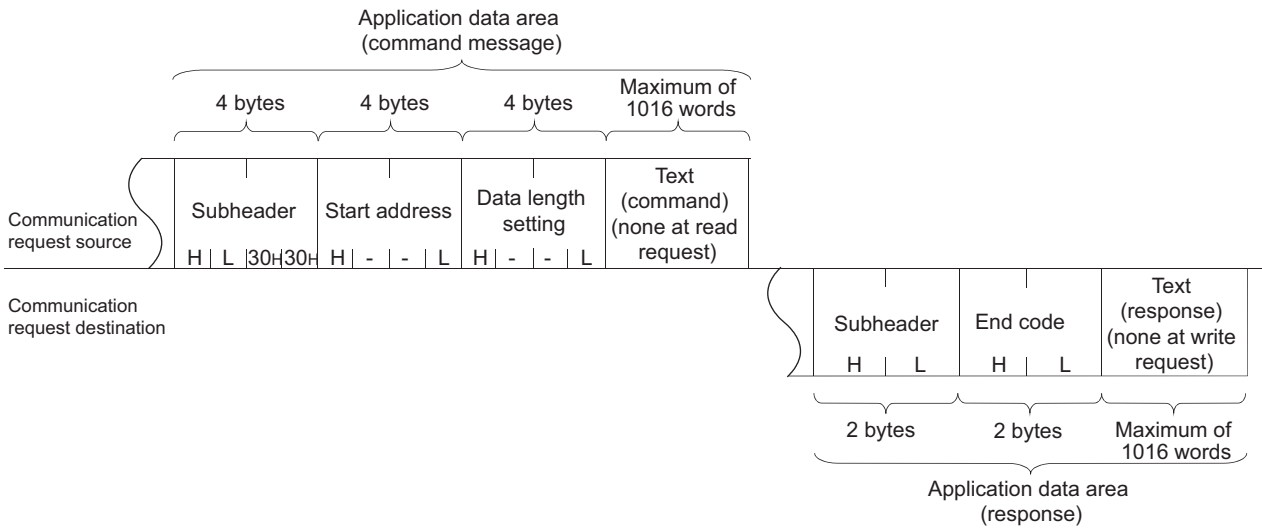 Application data area
(command message)
4 bytes
4 bytes
4 bytes
Maximum of
1016 words
Communication
request source
Subheader
H L 30H 30H
Start address
H - - L
Data length
setting
H - - L
Text
(command)
(none at read
request)
Communication
request destination
Subheader
H L
End code
H L
Text
(response)
(none at write
request)
2 bytes
2 bytes
Maximum of
1016 words
Application data area
(response)